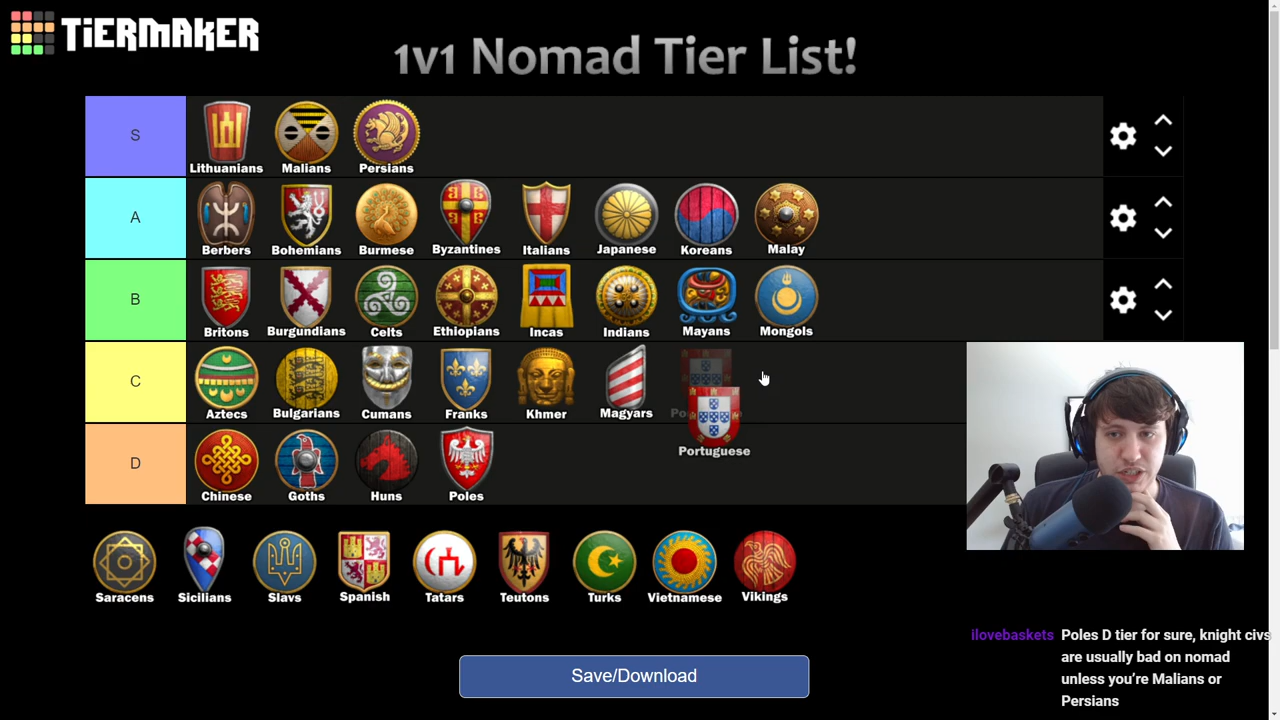 TiERMAKER
1v1 Nomad Tier List!
S
Lithuanians Malians Persians
A
Berbers Bohemians Burmese Byzantines Italians Japanese Koreans Malay
B
Britons Burgundians Celts Ethiopians Incas Indians Mayans Mongols
C
Aztecs Bulgarians Cumans Franks Khmer Magyars
Portuguese
D
Chinese Goths Huns Poles
Saracens Sicilians Slavs Spanish Tatars Teutons Turks Vietnamese Vikings
ilovebaskets Poles D tier for sure, knight civs
are usually bad on nomad
unless you're Malians or
Persians
Save/Download